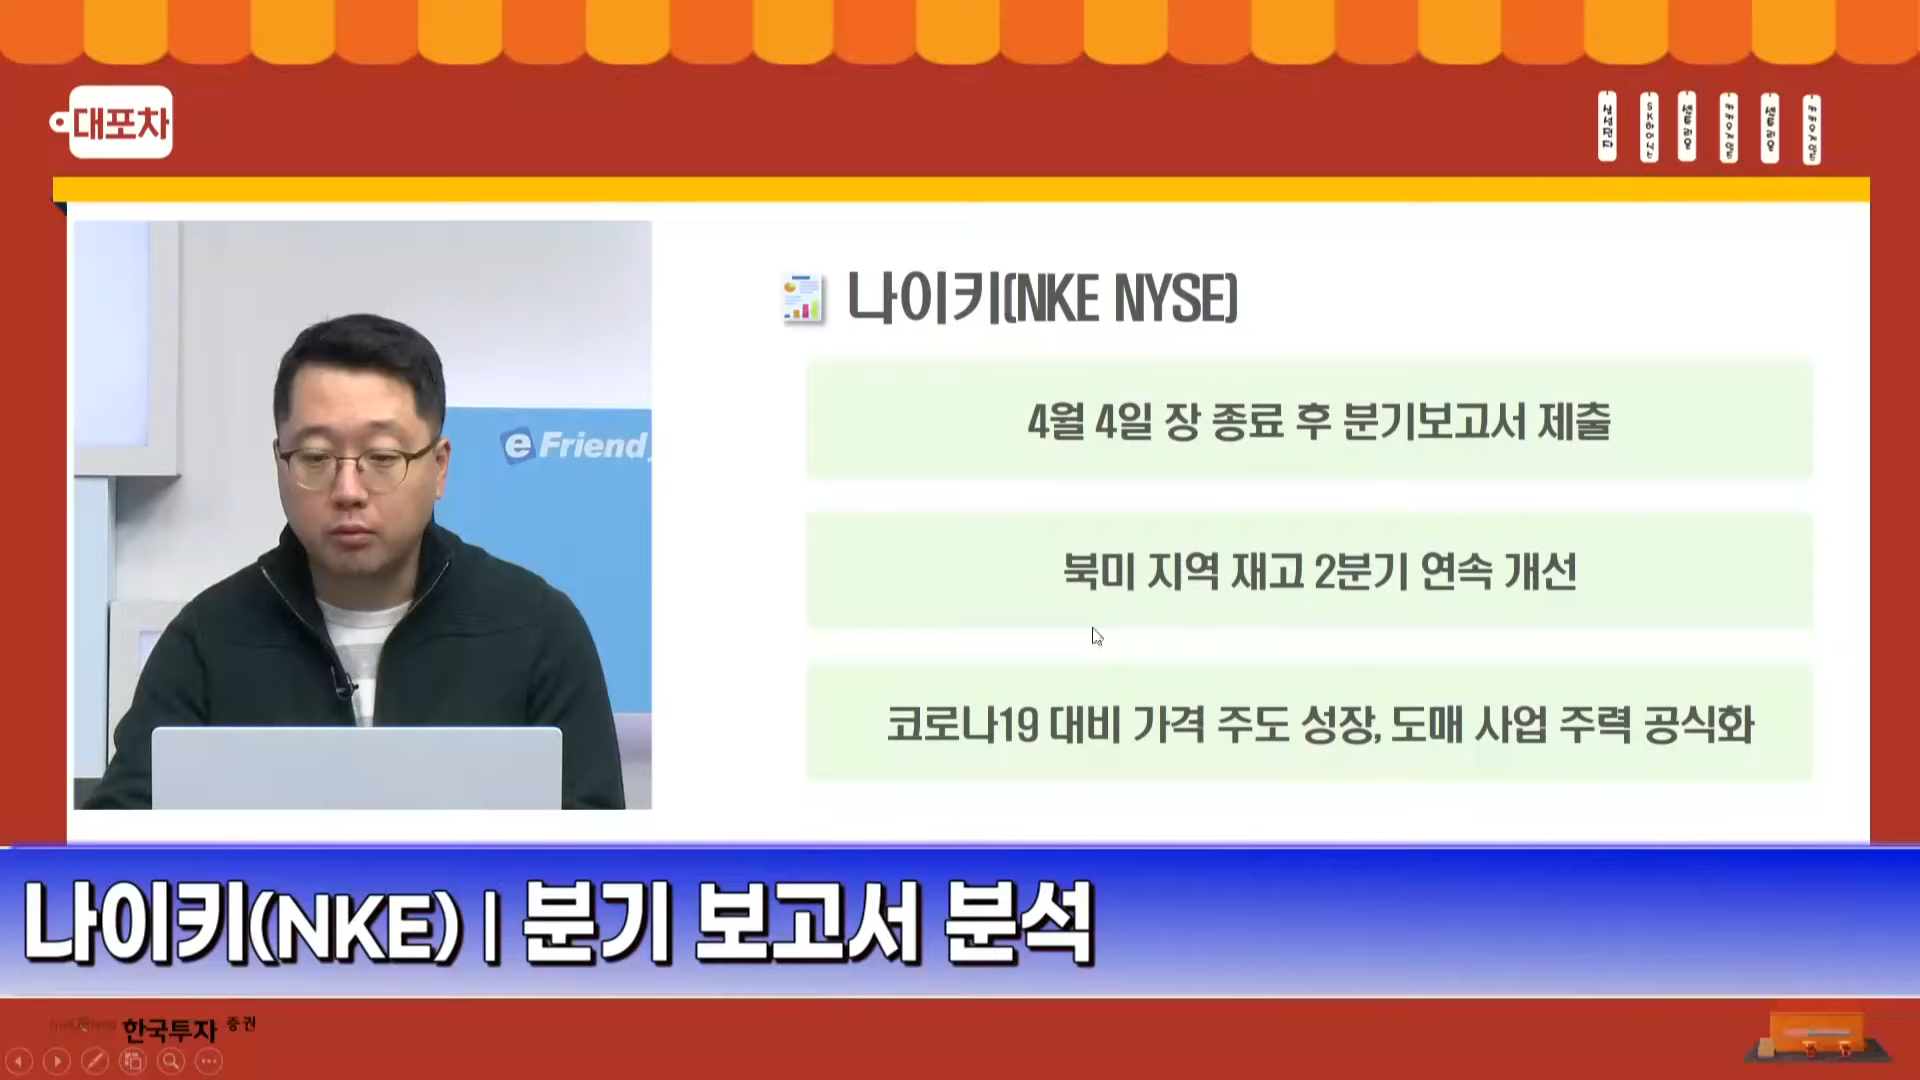 대포차
나이키(NKE NYSE)
4월 4일 장 종료 후 분기보고서 제출
eFriend
북미 지역 재고 2분기 연속 개선
코로나19 대비 가격 주도 성장, 도매 사업 주력 공식화
나이키(NKE) | 분기 보고서 분석
한국투자 증권